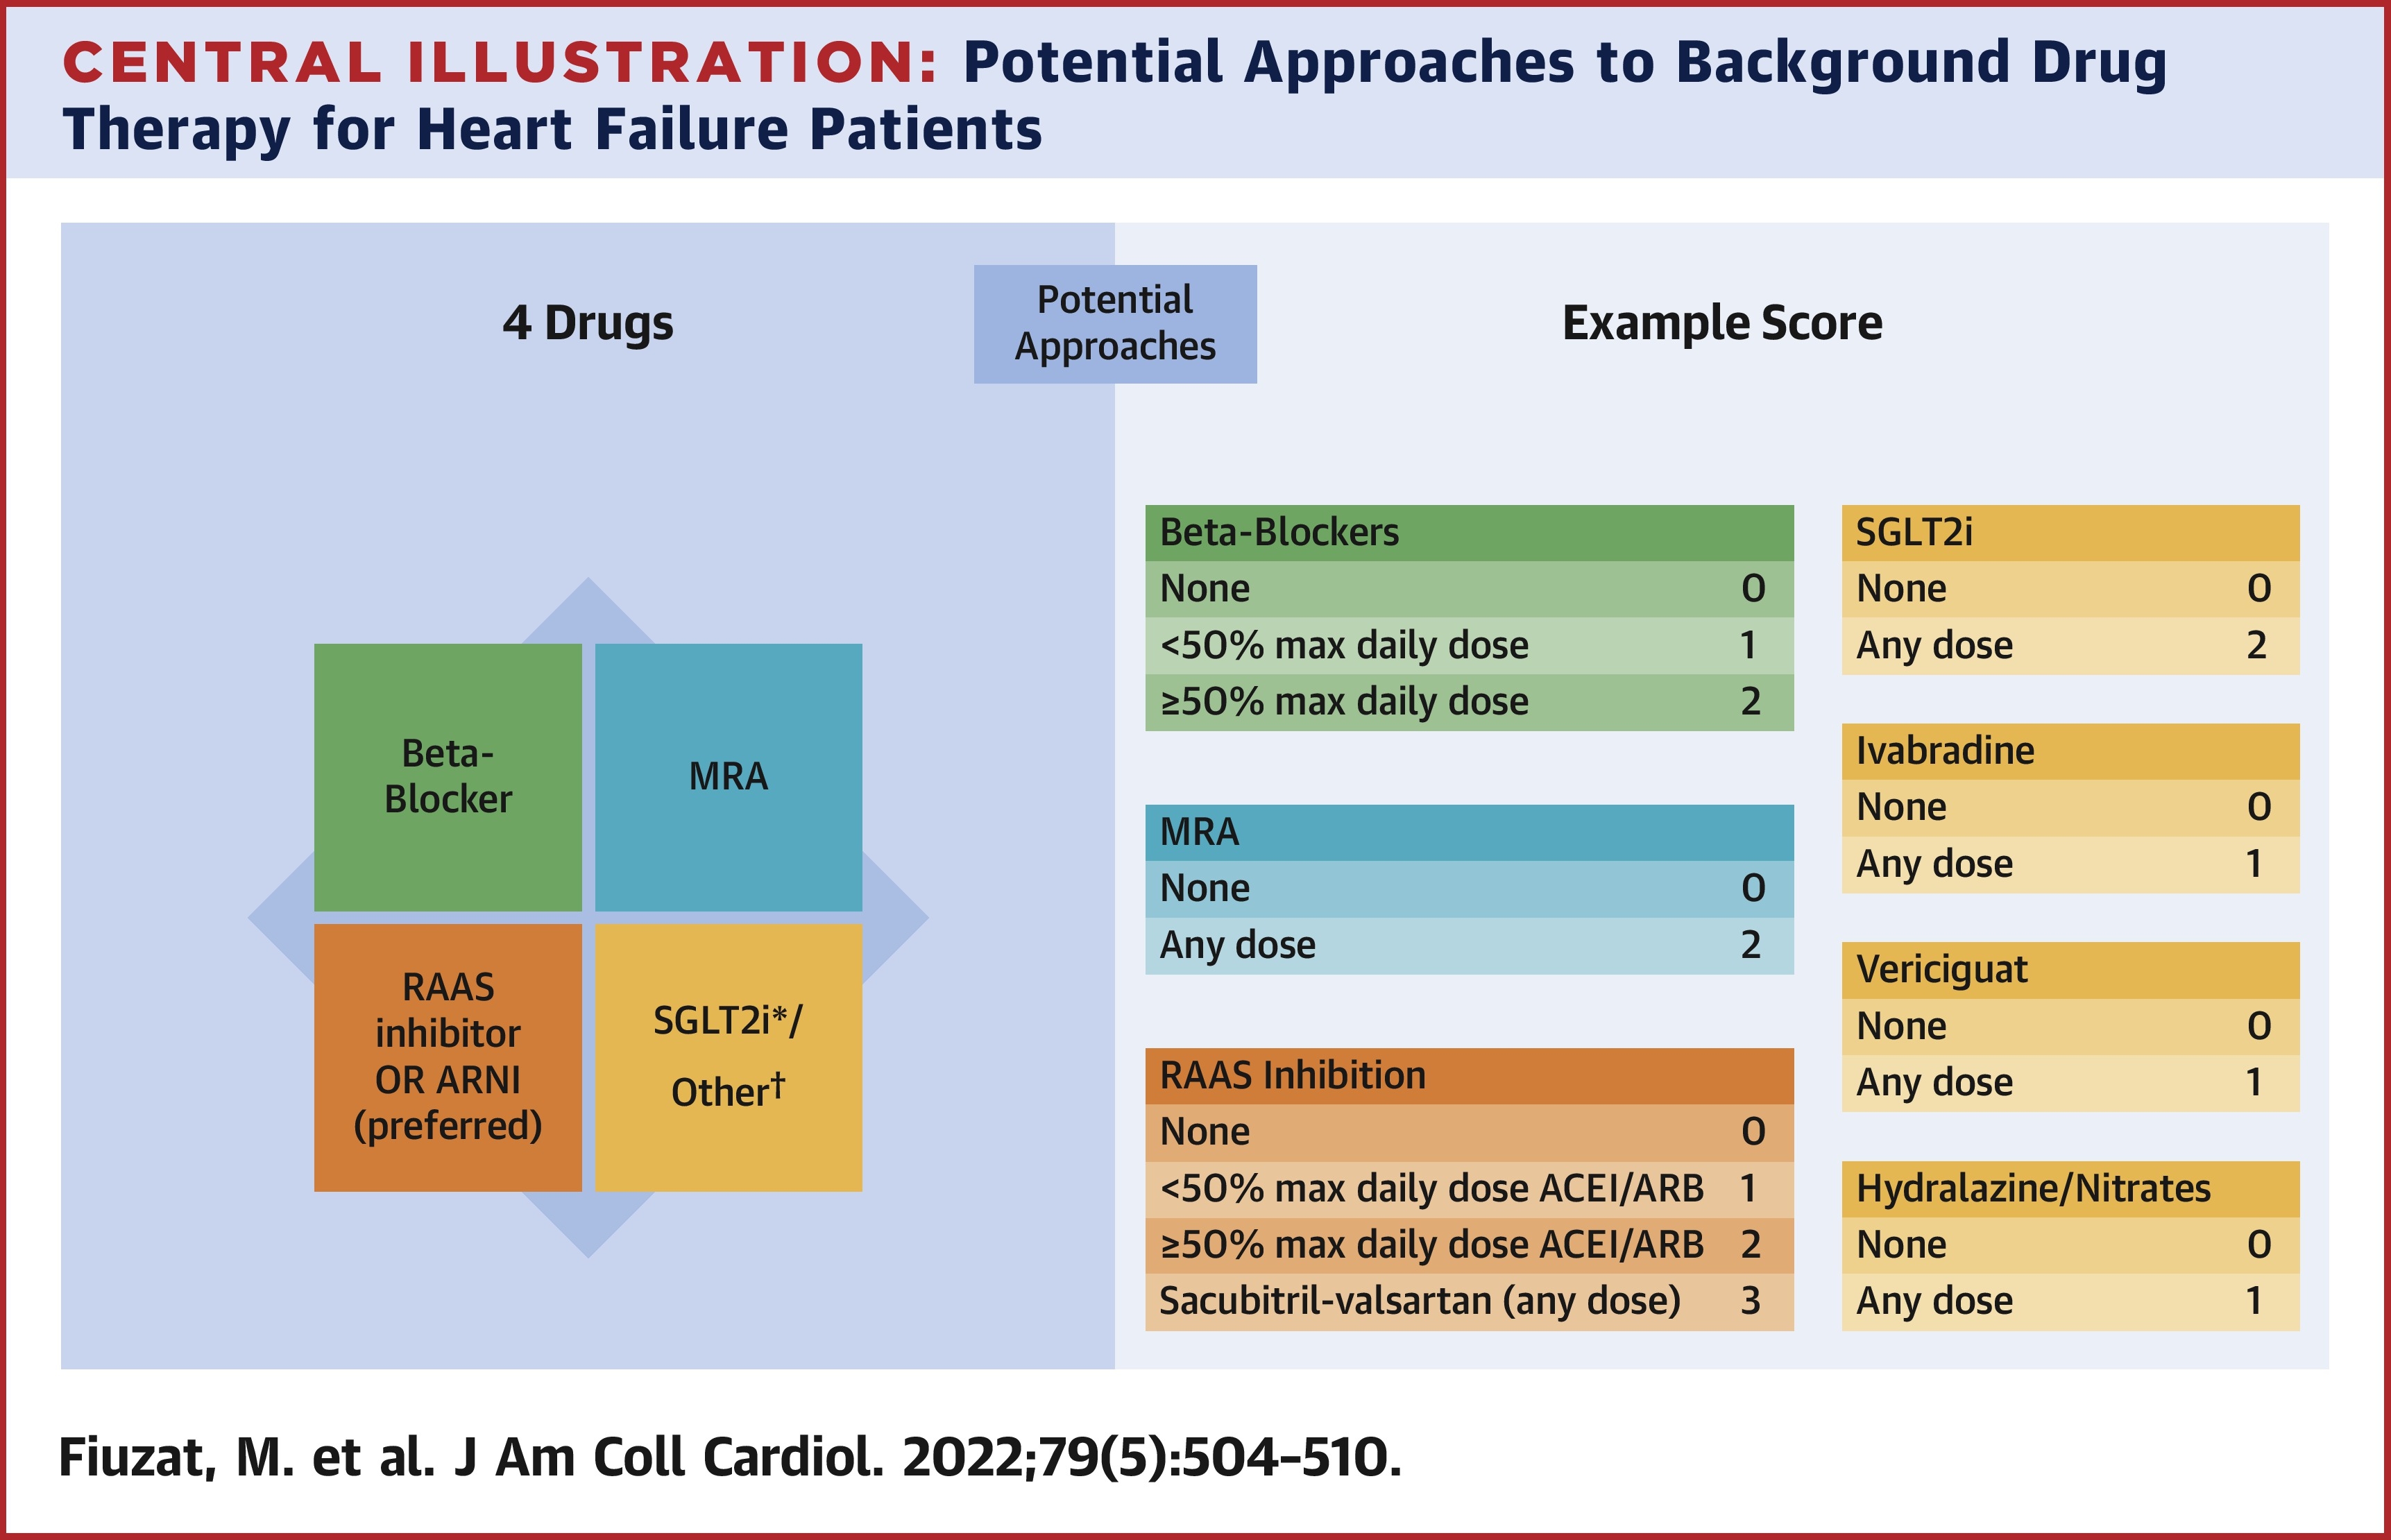 CENTRAL ILLUSTRATION: Potential Approaches to Background Drug
Therapy for Heart Failure Patients
Potential
Approaches
4 Drugs
Beta-
Blocker
MRA
RAAS
inhibitor
OR ARNI
(preferred)
SGLT2i*/
Other†
Example Score
Beta-Blockers
None 0
<50% max daily dose 1
≥50% max daily dose 2
MRA
None 0
Any dose 2
RAAS Inhibition
None 0
<50% max daily dose ACEI/ARB 1
≥50% max daily dose ACEI/ARB 2
Sacubitril-valsartan (any dose) 3
SGLT2i
None 0
Any dose 2
Ivabradine
None 0
Any dose 1
Vericiguat
None 0
Any dose 1
Hydralazine/Nitrates
None 0
Any dose 1
Fiuzat, M. et al. J Am Coll Cardiol. 2022;79(5):504–510.